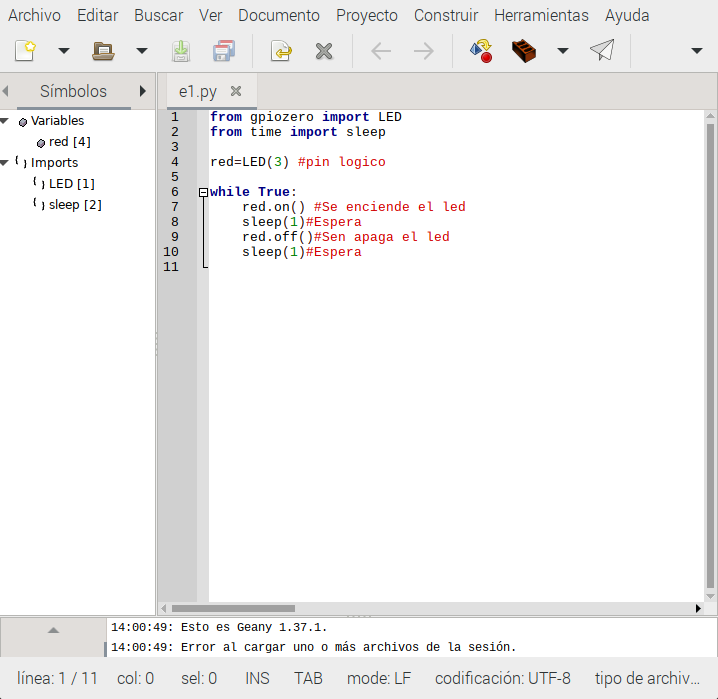 Archivo Editar Buscar Ver Documento Proyecto Construir Herramientas Ayuda
Símbolos
e1.py
Variables
red [4]
Imports
LED [1]
sleep [2]
1 from gpiozero import LED
2 from time import sleep
3
4 red=LED(3) #pin logico
5
6 while True:
7 red.on() #Se enciende el led
8 sleep(1)#Espera
9 red.off()#Sen apaga el led
10 sleep(1)#Espera
11
14:00:49: Esto es Geany 1.37.1.
14:00:49: Error al cargar uno o más archivos de la sesión.
línea: 1 / 11 col: 0 sel: 0 INS TAB mode: LF codificación: UTF-8 tipo de archiv...